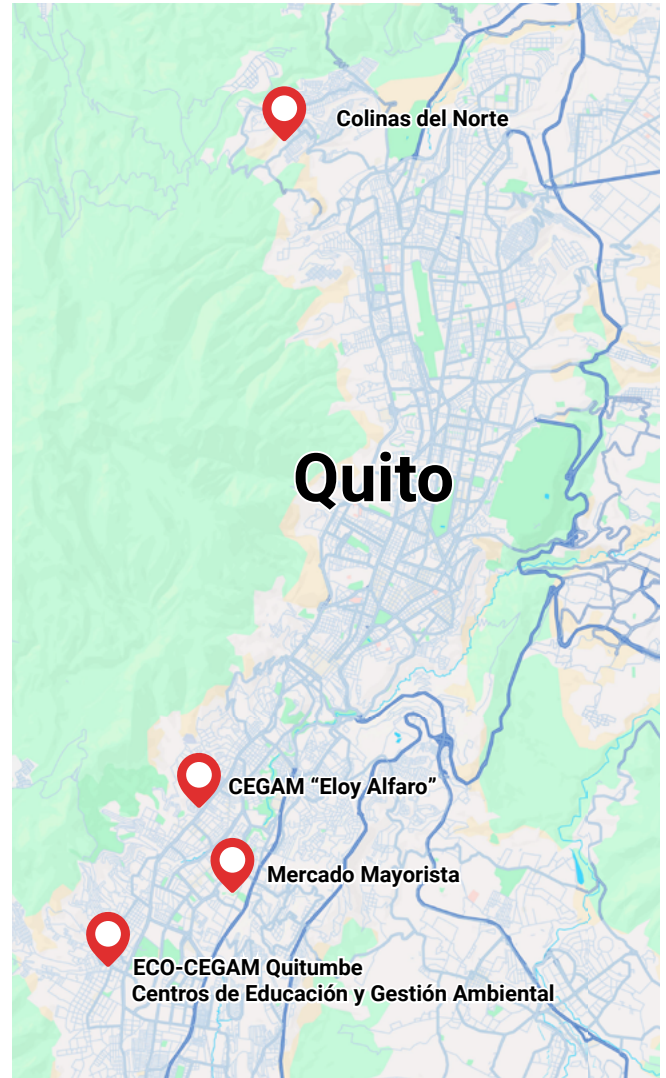 Colinas del Norte
Quito
CEGAM “Eloy Alfaro”
Mercado Mayorista
ECO-CEGAM Quitumbe
Centros de Educación y Gestión Ambiental